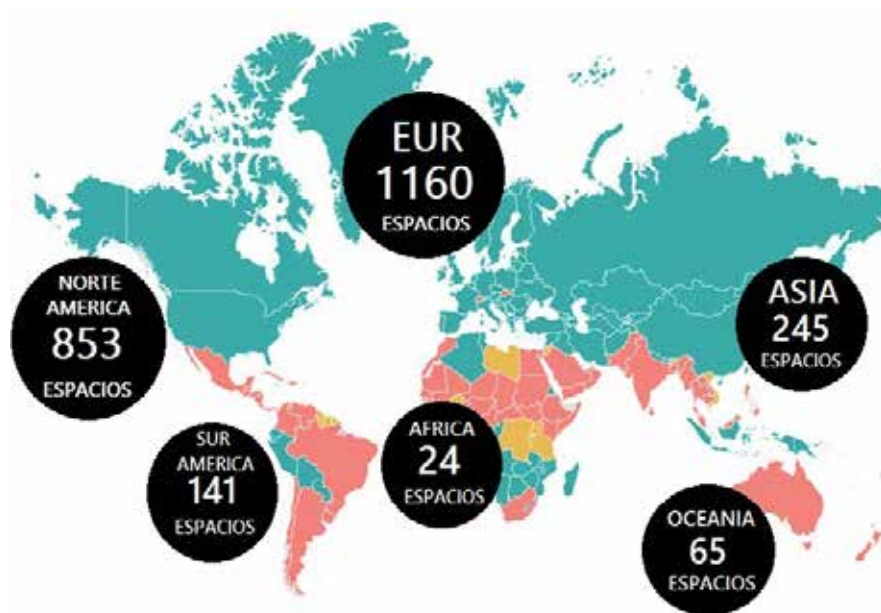 EUR
1160
ESPACIOS
NORTE
AMERICA
853
ESPACIOS
ASIA
245
ESPACIOS
SUR
AMERICA
141
ESPACIOS
AFRICA
24
ESPACIOS
OCEANIA
65
ESPACIOS